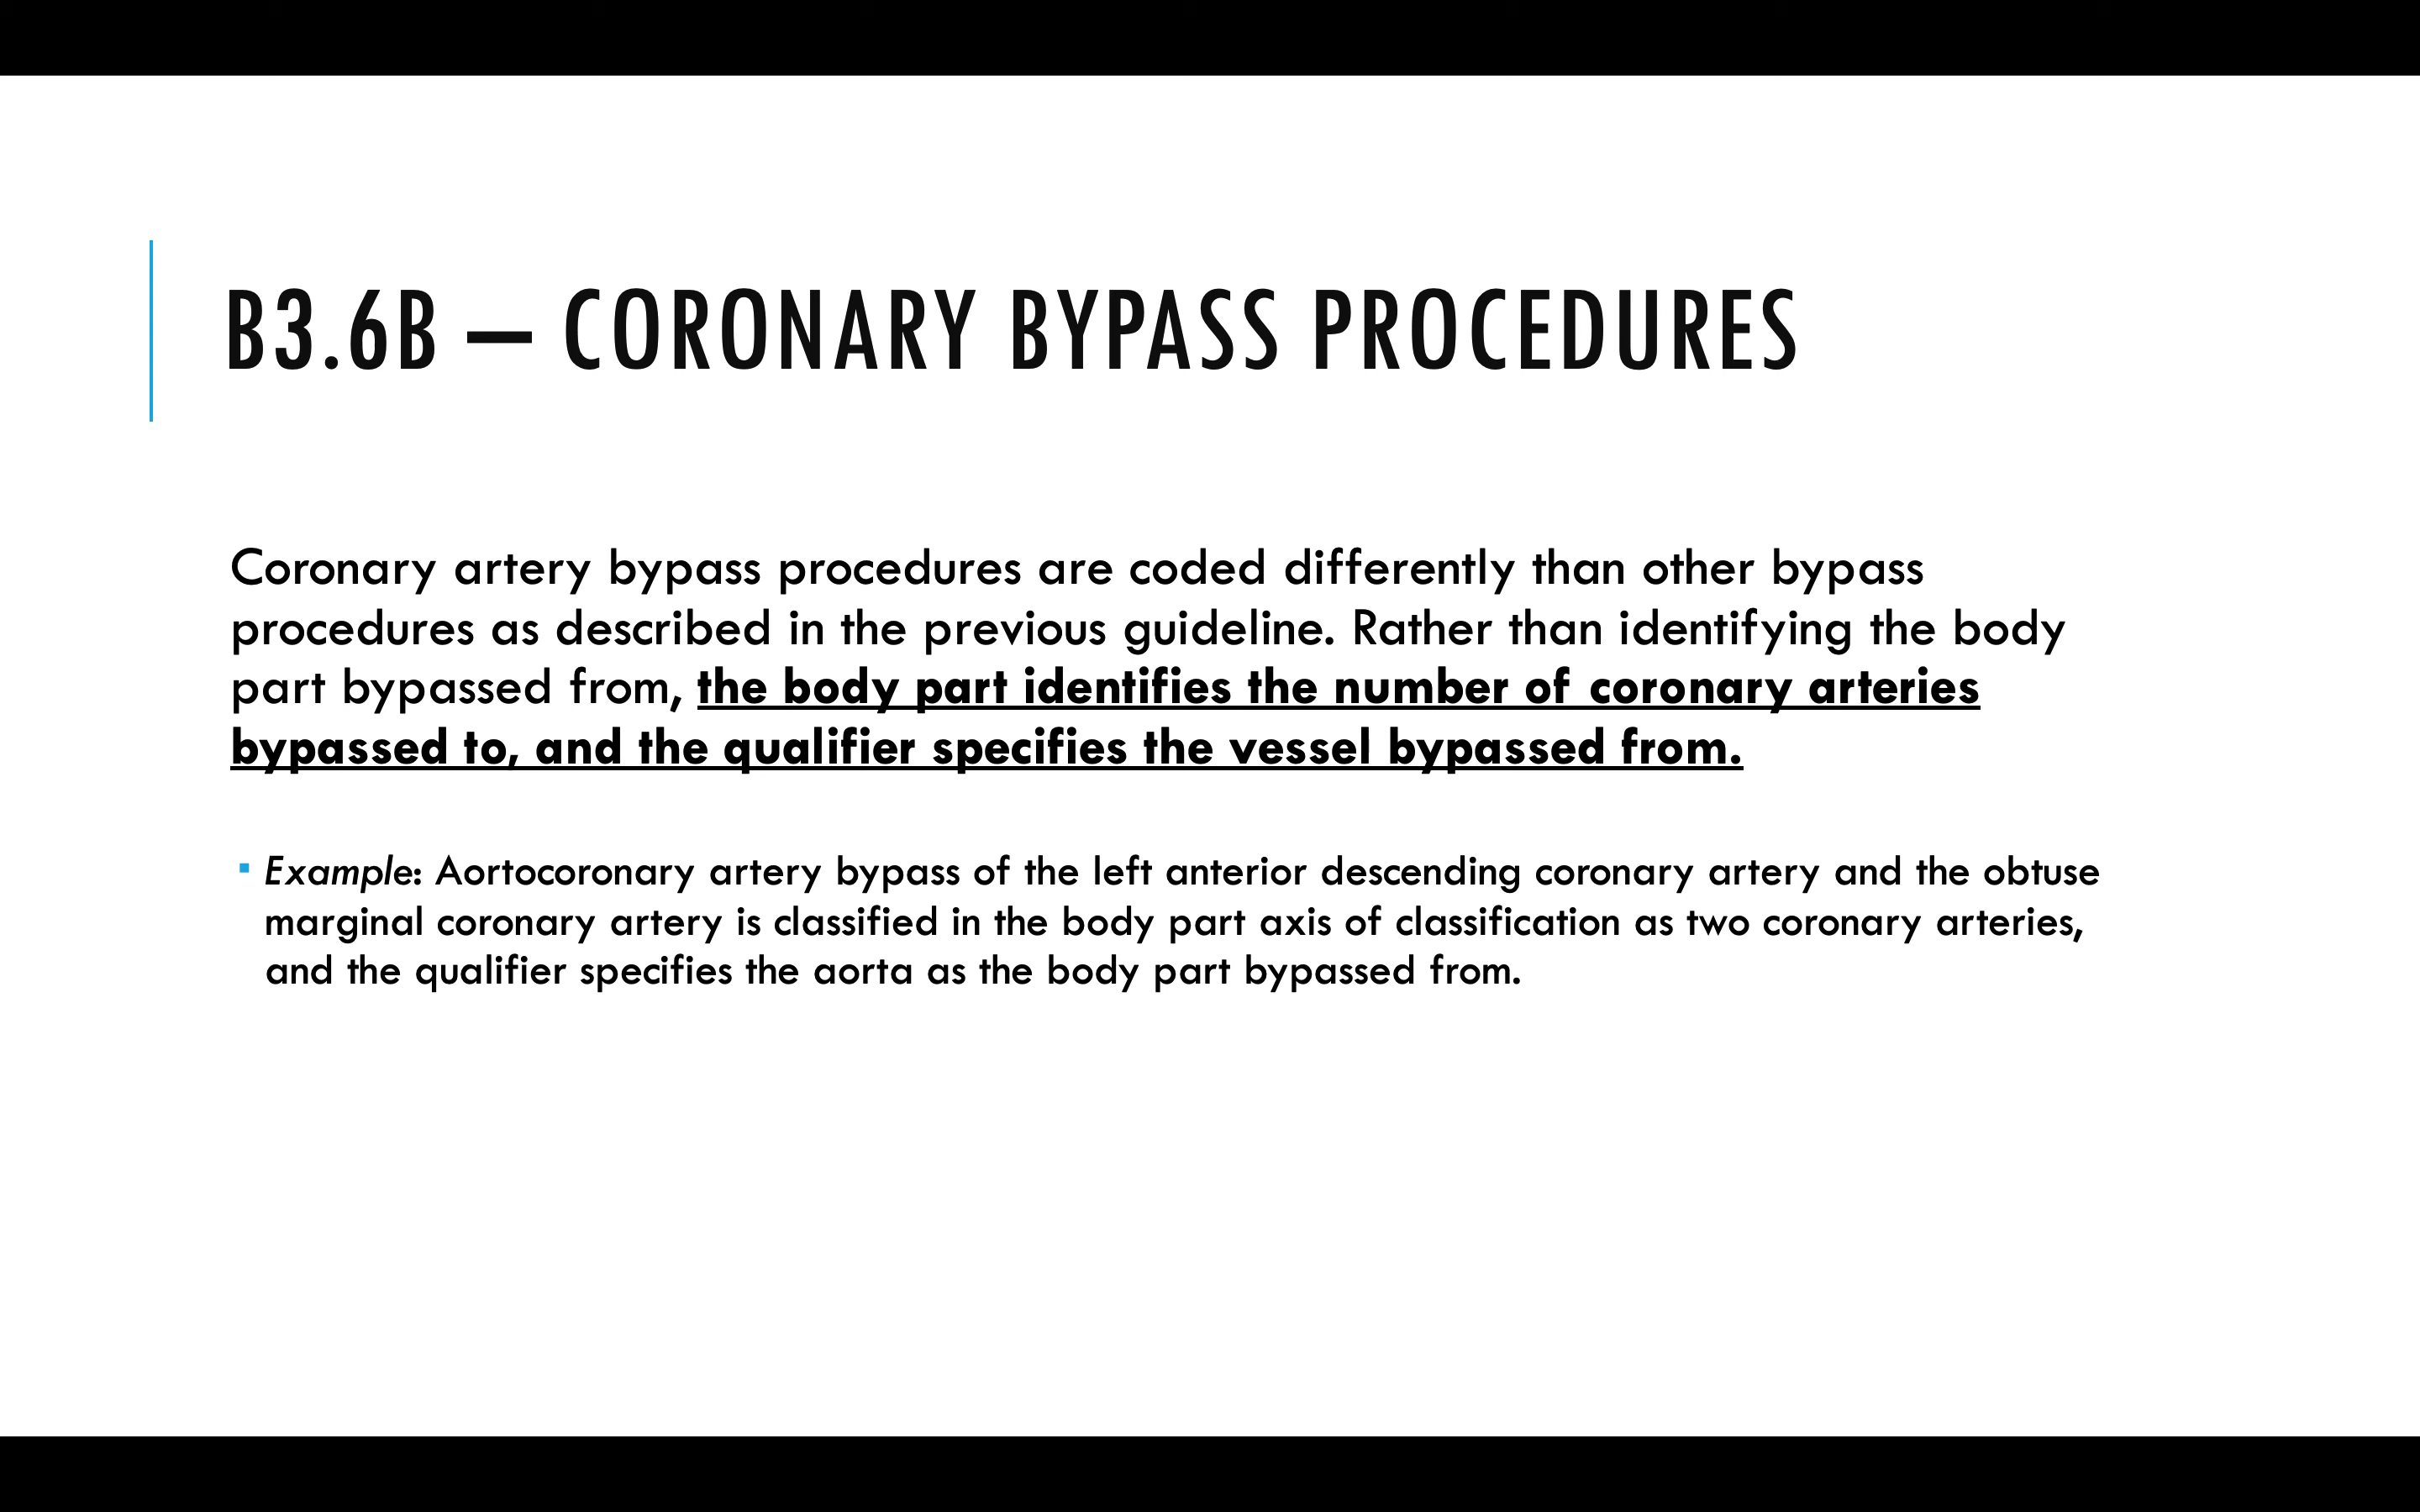 B3.6B – CORONARY BYPASS PROCEDURES
Coronary artery bypass procedures are coded differently than other bypass
procedures as described in the previous guideline. Rather than identifying the body
part bypassed from, the body part identifies the number of coronary arteries
bypassed to, and the qualifier specifies the vessel bypassed from.
▪ Example: Aortocoronary artery bypass of the left anterior descending coronary artery and the obtuse
marginal coronary artery is classified in the body part axis of classification as two coronary arteries,
and the qualifier specifies the aorta as the body part bypassed from.